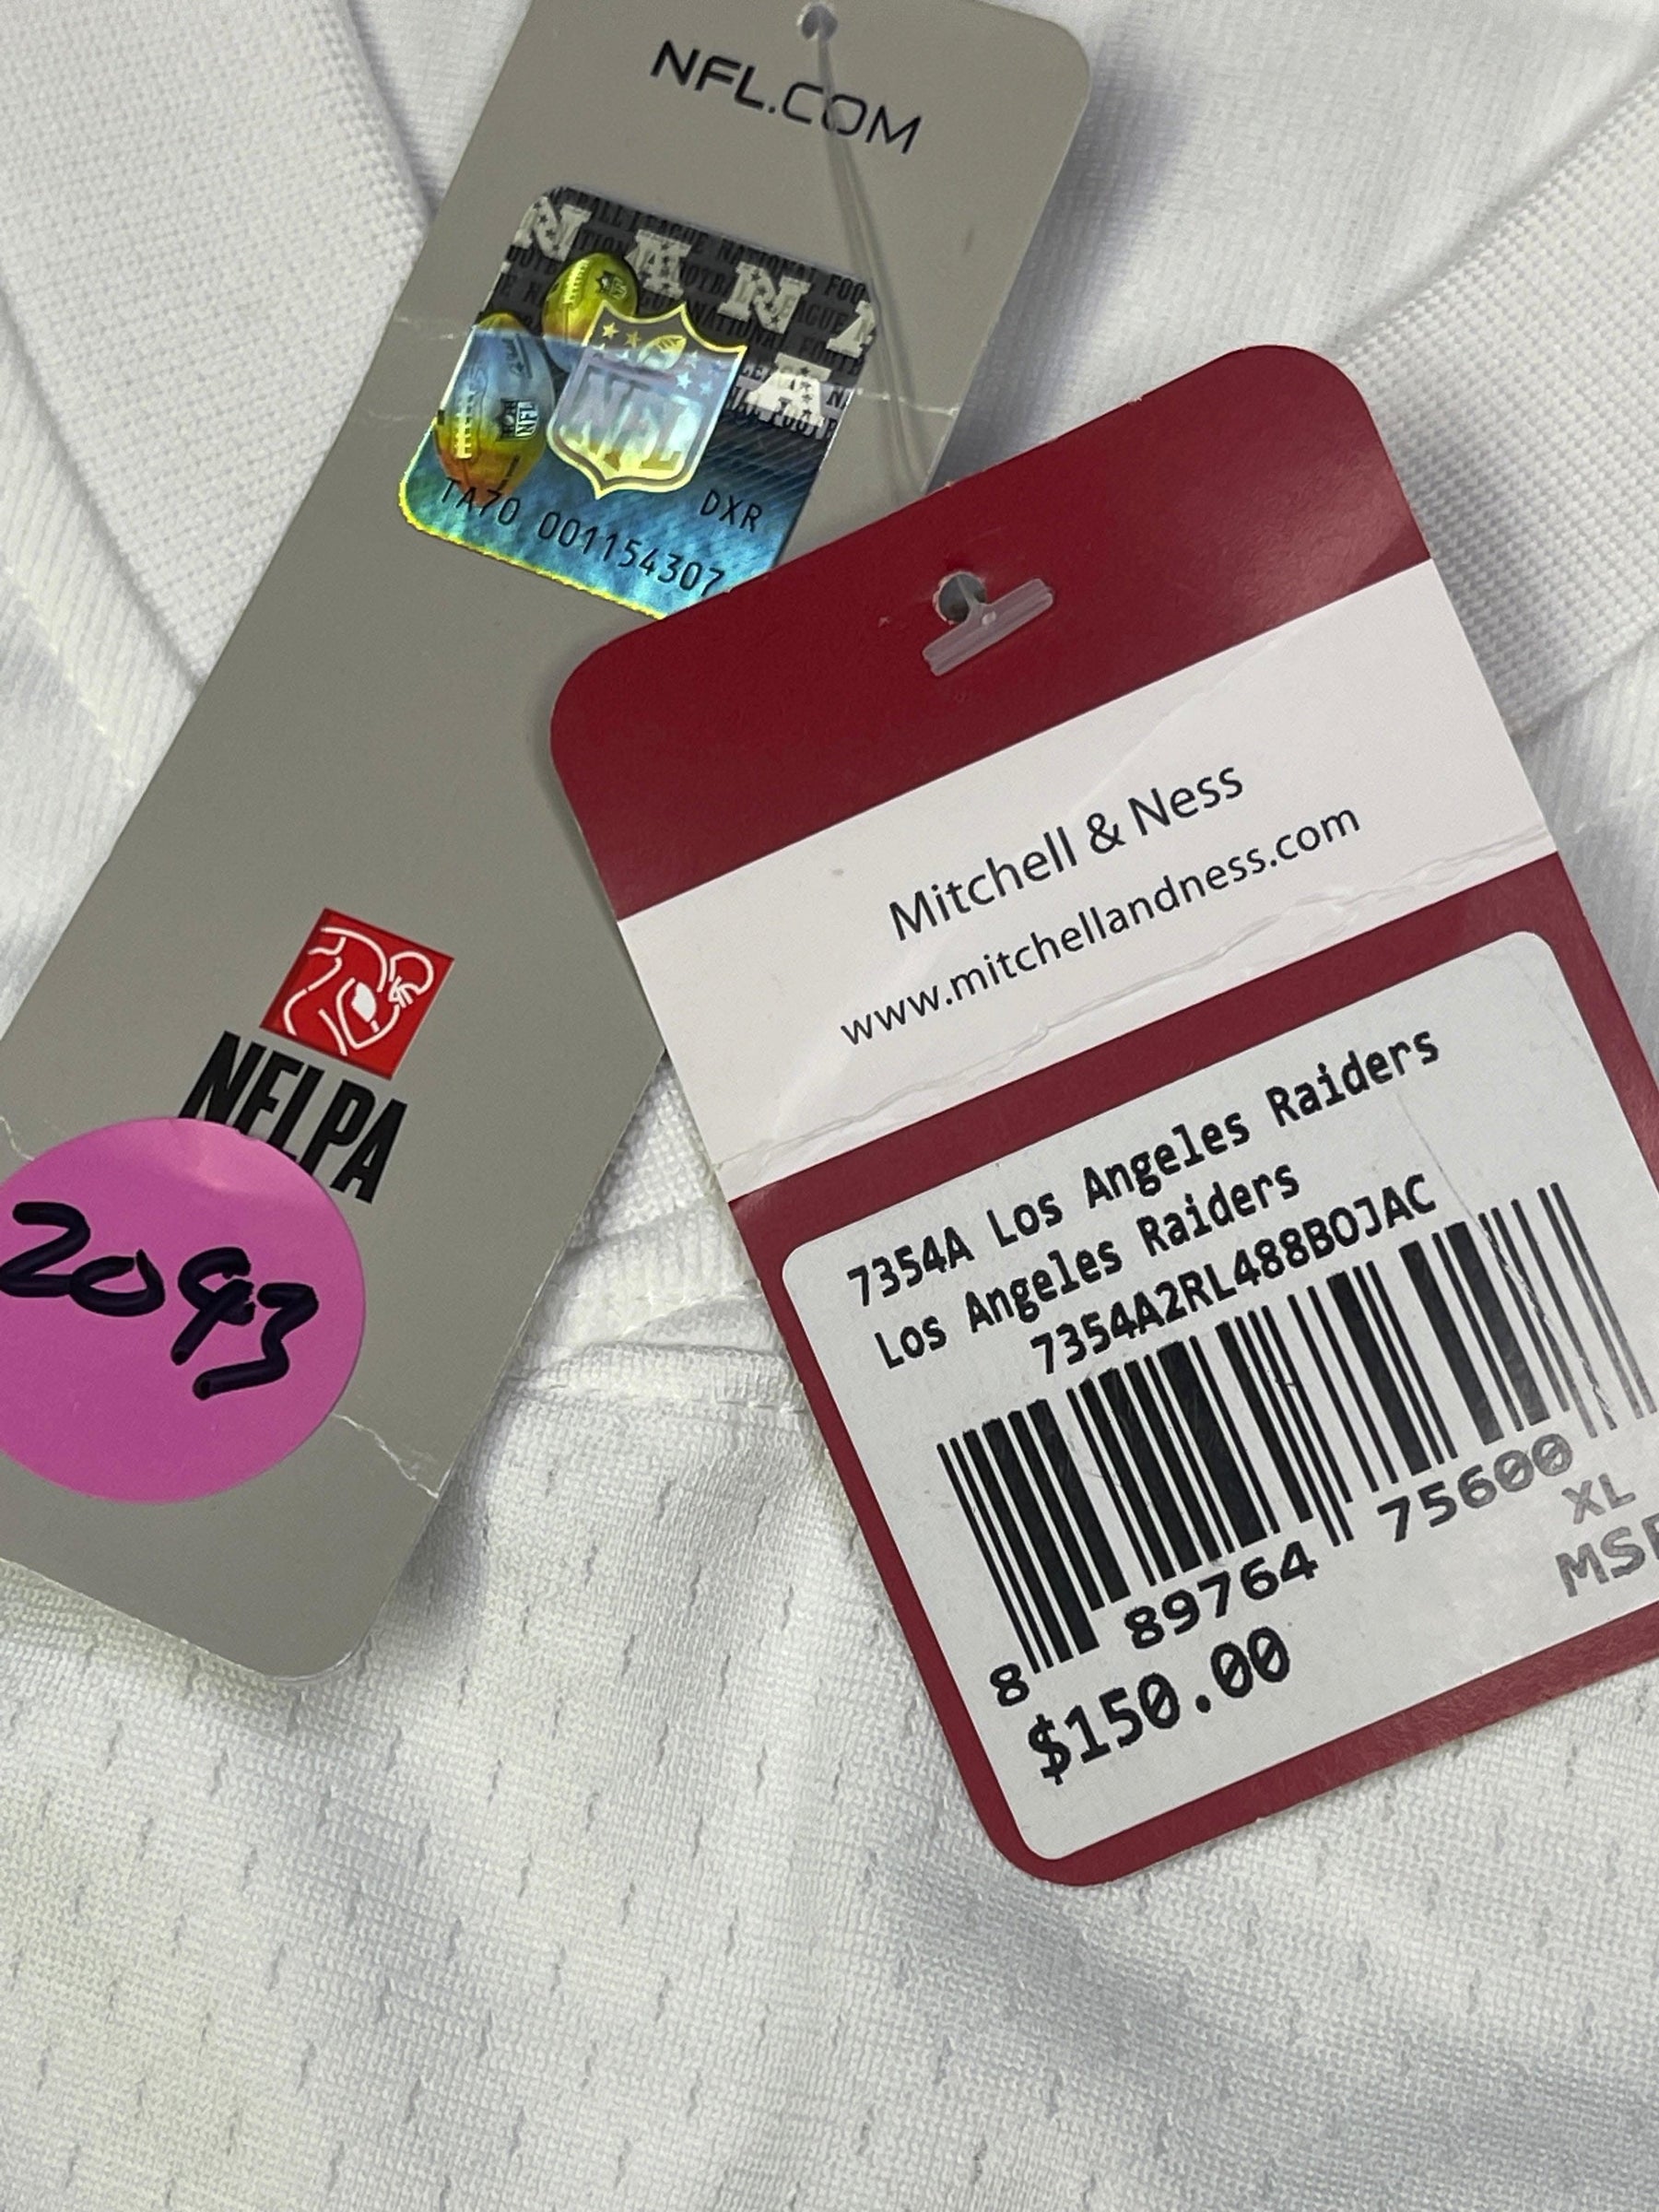 NFL.COM
NFL
TA70 001154307
DXR
NFLPA
2093
Mitchell & Ness
www.mitchellandness.com
7354A Los Angeles Raiders
Los Angeles Raiders
7354A2RL488BOJAC
8 89764 75600
XL
$150.00